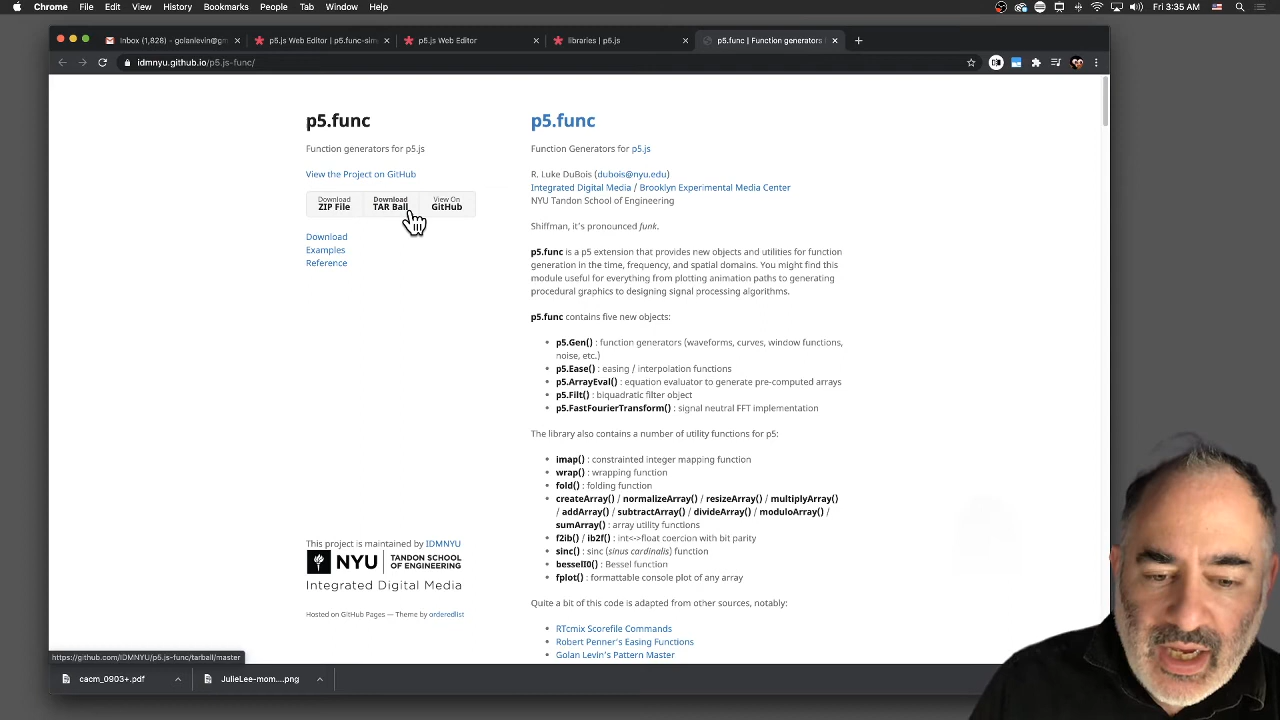 Chrome File Edit View History Bookmarks People Tab Window Help
Fri 3:35 AM
Inbox (1,828) - golanlevin@gm
p5.js Web Editor | p5.func-sim
p5.js Web Editor
libraries | p5.js
p5.func | Function generators
idmnyu.github.io/p5.js-func/
p5.func
Function generators for p5.js
View the Project on GitHub
Download ZIP File
Download TAR Ball
View On GitHub
Download
Examples
Reference
This project is maintained by IDMNYU
NYU TANDON SCHOOL OF ENGINEERING
Integrated Digital Media
Hosted on GitHub Pages — Theme by orderedlist
p5.func
Function Generators for p5.js
R. Luke DuBois (dubois@nyu.edu)
Integrated Digital Media / Brooklyn Experimental Media Center
NYU Tandon School of Engineering
Shiffman, it's pronounced funk.
p5.func is a p5 extension that provides new objects and utilities for function
generation in the time, frequency, and spatial domains. You might find this
module useful for everything from plotting animation paths to generating
procedural graphics to designing signal processing algorithms.
p5.func contains five new objects:
• p5.Gen() : function generators (waveforms, curves, window functions,
noise, etc.)
• p5.Ease() : easing / interpolation functions
• p5.ArrayEval() : equation evaluator to generate pre-computed arrays
• p5.Filt() : biquadratic filter object
• p5.FastFourierTransform() : signal neutral FFT implementation
The library also contains a number of utility functions for p5:
• imap() : constrainted integer mapping function
• wrap() : wrapping function
• fold() : folding function
• createArray() / normalizeArray() / resizeArray() / multiplyArray()
/ addArray() / subtractArray() / divideArray() / moduloArray() /
sumArray() : array utility functions
• f2ib() / ib2f() : int<->float coercion with bit parity
• sinc() : sinc (sinus cardinalis) function
• besselI0() : Bessel function
• fplot() : formattable console plot of any array
Quite a bit of this code is adapted from other sources, notably:
• RTcmix Scorefile Commands
• Robert Penner's Easing Functions
• Golan Levin's Pattern Master
https://github.com/IDMNYU/p5.js-func/tarball/master
cacm_0903+.pdf
JulieLee-mom....png